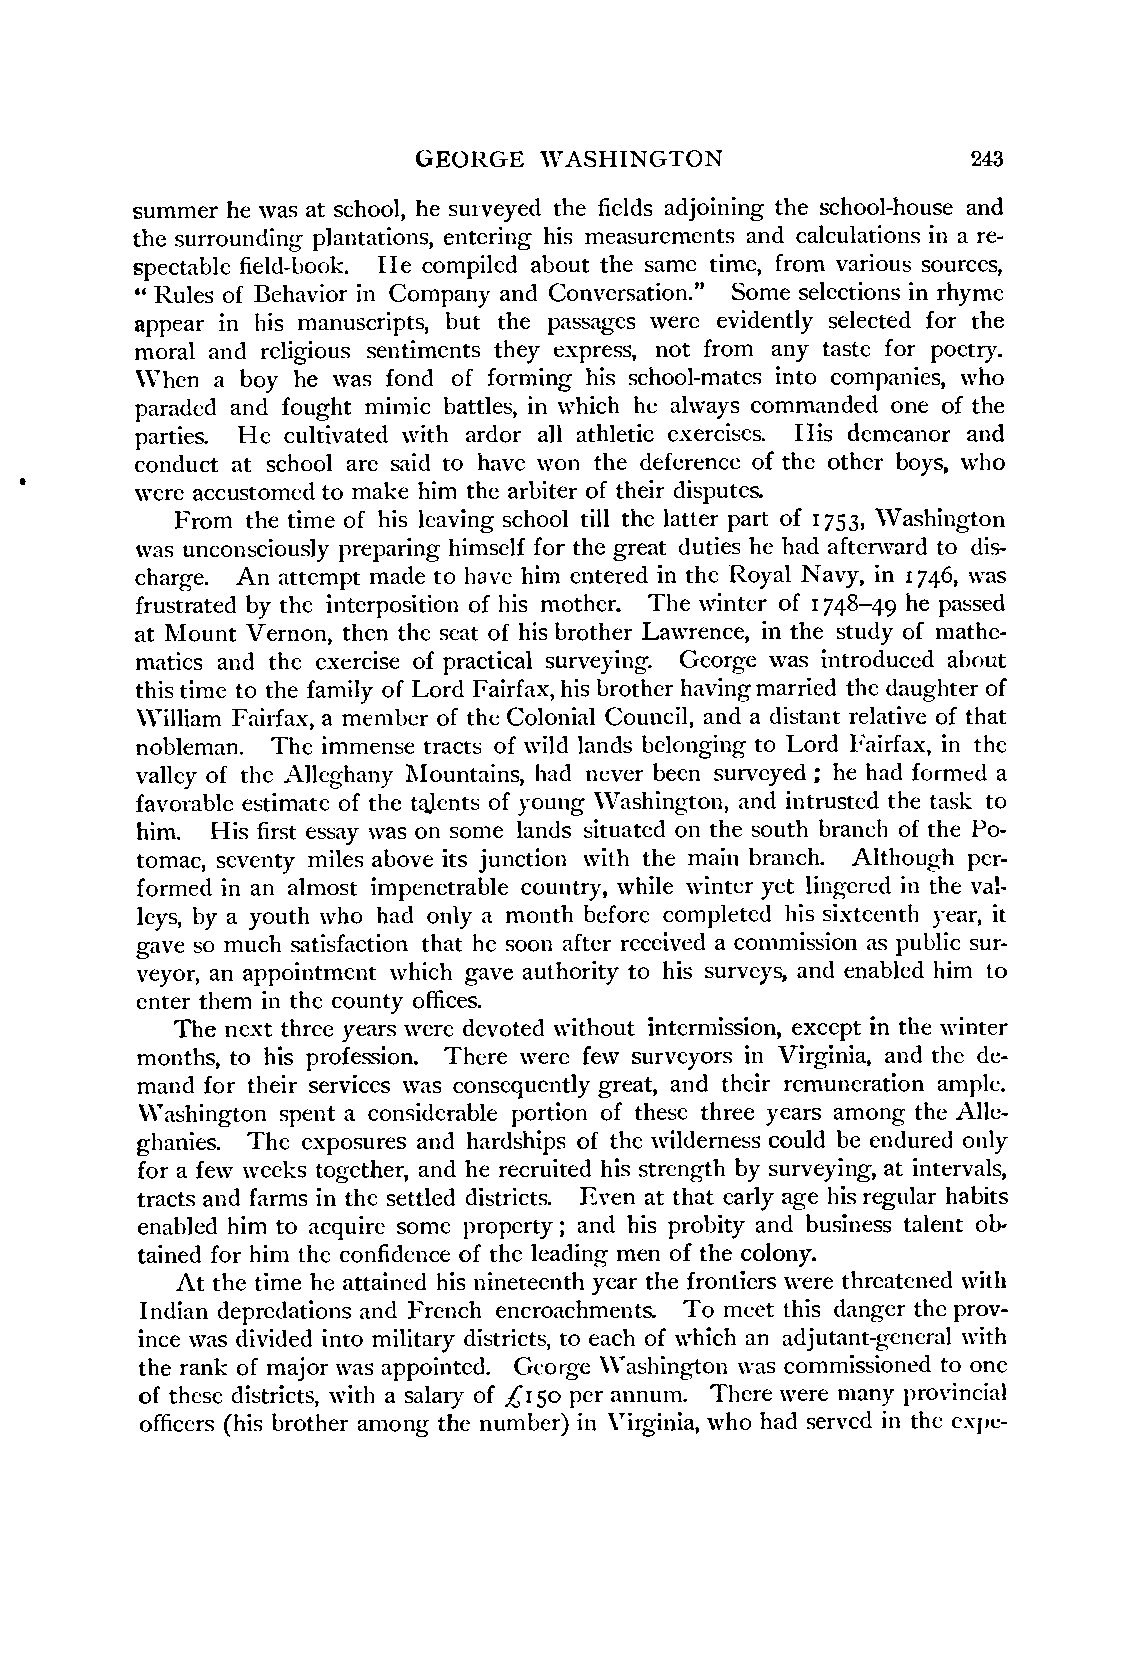 GEORGE WASHINGTON 243
summer he was at school, he surveyed the fields adjoining the school-house and
the surrounding plantations, entering his measurements and calculations in a re-
spectable field-book. He compiled about the same time, from various sources,
“ Rules of Behavior in Company and Conversation.” Some selections in rhyme
appear in his manuscripts, but the passages were evidently selected for the
moral and religious sentiments they express, not from any taste for poetry.
When a boy he was fond of forming his school-mates into companies, who
paraded and fought mimic battles, in which he always commanded one of the
parties. He cultivated with ardor all athletic exercises. His demeanor and
conduct at school are said to have won the deference of the other boys, who
were accustomed to make him the arbiter of their disputes.
From the time of his leaving school till the latter part of 1753, Washington
was unconsciously preparing himself for the great duties he had afterward to dis-
charge. An attempt made to have him entered in the Royal Navy, in 1746, was
frustrated by the interposition of his mother. The winter of 1748–49 he passed
at Mount Vernon, then the seat of his brother Lawrence, in the study of mathe-
matics and the exercise of practical surveying. George was introduced about
this time to the family of Lord Fairfax, his brother having married the daughter of
William Fairfax, a member of the Colonial Council, and a distant relative of that
nobleman. The immense tracts of wild lands belonging to Lord Fairfax, in the
valley of the Alleghany Mountains, had never been surveyed ; he had formed a
favorable estimate of the talents of young Washington, and intrusted the task to
him. His first essay was on some lands situated on the south branch of the Po-
tomac, seventy miles above its junction with the main branch. Although per-
formed in an almost impenetrable country, while winter yet lingered in the val-
leys, by a youth who had only a month before completed his sixteenth year, it
gave so much satisfaction that he soon after received a commission as public sur-
veyor, an appointment which gave authority to his surveys, and enabled him to
enter them in the county offices.
The next three years were devoted without intermission, except in the winter
months, to his profession. There were few surveyors in Virginia, and the de-
mand for their services was consequently great, and their remuneration ample.
Washington spent a considerable portion of these three years among the Alle-
ghanies. The exposures and hardships of the wilderness could be endured only
for a few weeks together, and he recruited his strength by surveying, at intervals,
tracts and farms in the settled districts. Even at that early age his regular habits
enabled him to acquire some property ; and his probity and business talent ob-
tained for him the confidence of the leading men of the colony.
At the time he attained his nineteenth year the frontiers were threatened with
Indian depredations and French encroachments. To meet this danger the prov-
ince was divided into military districts, to each of which an adjutant-general with
the rank of major was appointed. George Washington was commissioned to one
of these districts, with a salary of £150 per annum. There were many provincial
officers (his brother among the number) in Virginia, who had served in the expe-